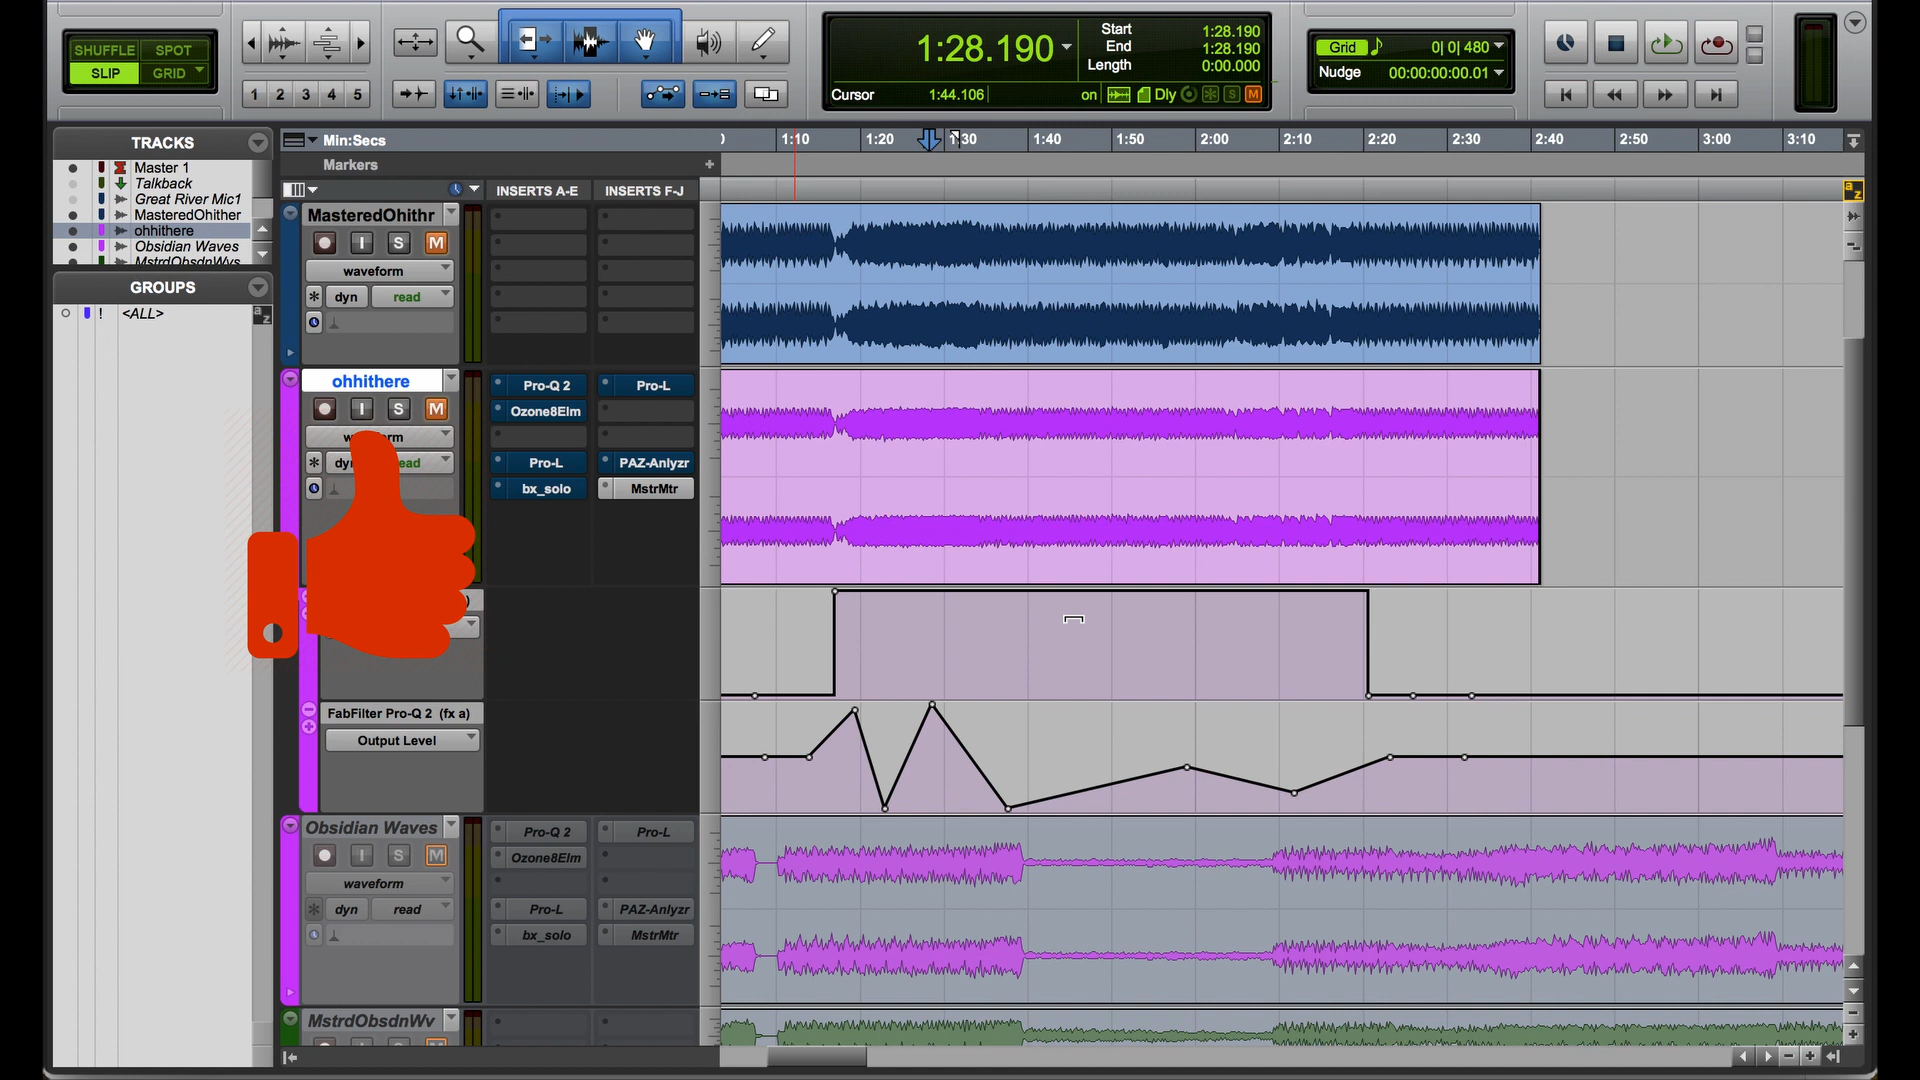 SHUFFLE SPOT
SLIP GRID
1 2 3 4 5
1:28.190
Start 1:28.190
End 1:28.190
Length 0:00.000
Cursor 1:44.106
on Dly S M
Grid 0| 0| 480
Nudge 00:00:00:00.01
TRACKS
Master 1
Talkback
Great River Mic1
MasteredOhither
ohhithere
Obsidian Waves
MstrdObsdnWvs
GROUPS
! <ALL>
a z
Min:Secs
1:10 1:20 1:30 1:40 1:50 2:00 2:10 2:20 2:30 2:40 2:50 3:00 3:10
Markers
INSERTS A-E INSERTS F-J
a z
MasteredOhithr
I S M
waveform
dyn read
ohhithere
I S M
Pro-Q 2 Pro-L
Ozone8Elm
Pro-L PAZ-Anlyzr
bx_solo MstrMtr
FabFilter Pro-Q 2 (fx a)
Output Level
Obsidian Waves
I S M
waveform
dyn read
Pro-Q 2 Pro-L
Ozone8Elm
Pro-L PAZ-Anlyzr
bx_solo MstrMtr
MstrdObsdnWv